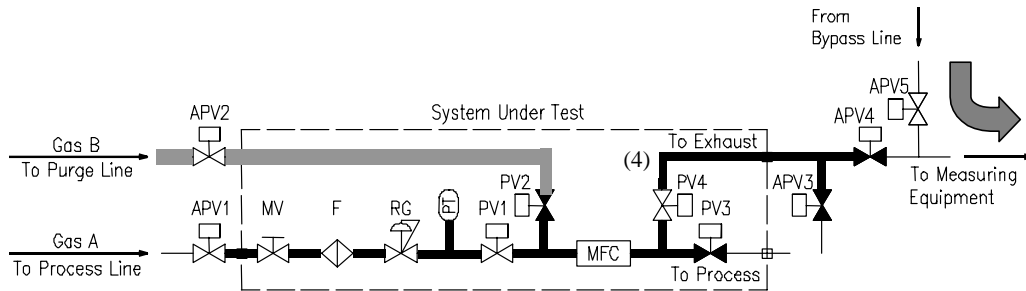 From
Bypass Line
APV5
APV2
System Under Test
APV4
Gas B
To Purge Line
(4)
To Exhaust
To Measuring
Equipment
PV2
PV4
APV3
APV1
MV
F
RG
PT
PV1
PV3
Gas A
To Process Line
MFC
To Process